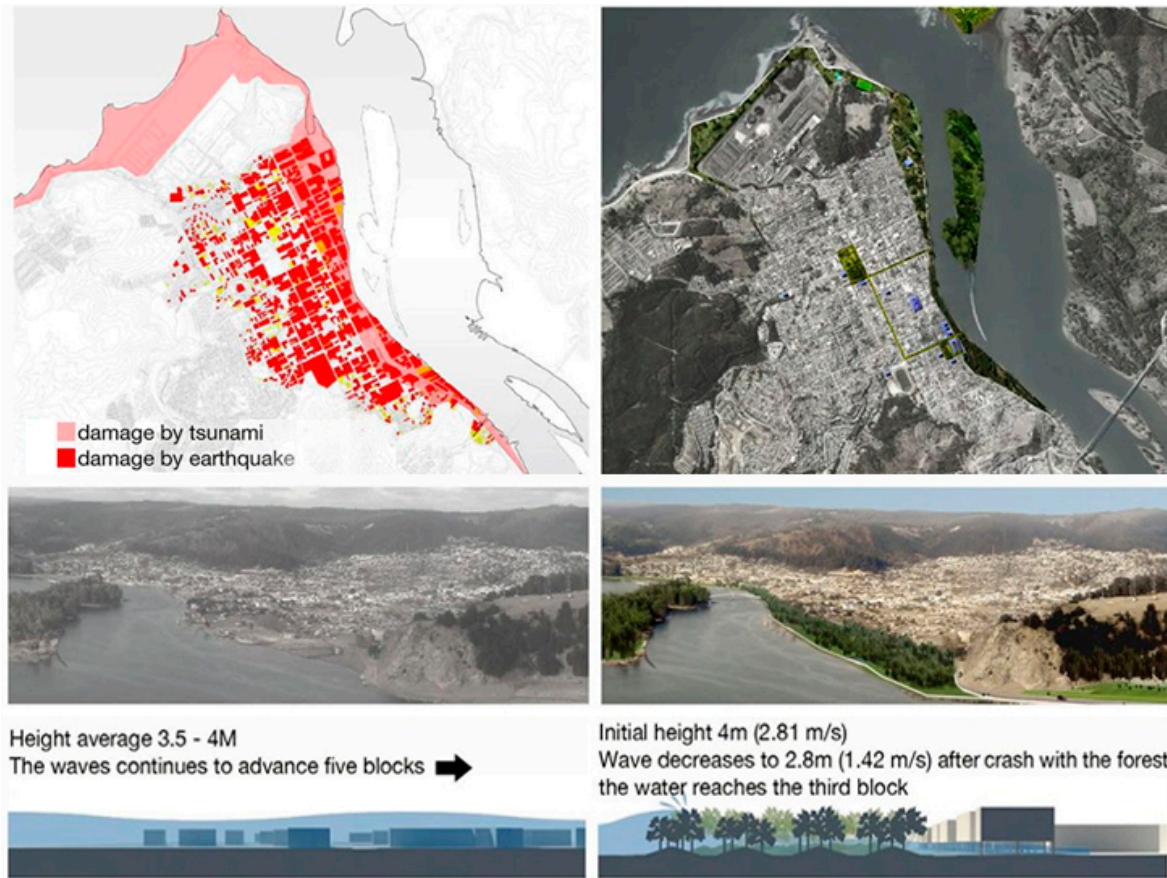 damage by tsunami
damage by earthquake
Height average 3.5 - 4M
The waves continues to advance five blocks
Initial height 4m (2.81 m/s)
Wave decreases to 2.8m (1.42 m/s) after crash with the forest
the water reaches the third block